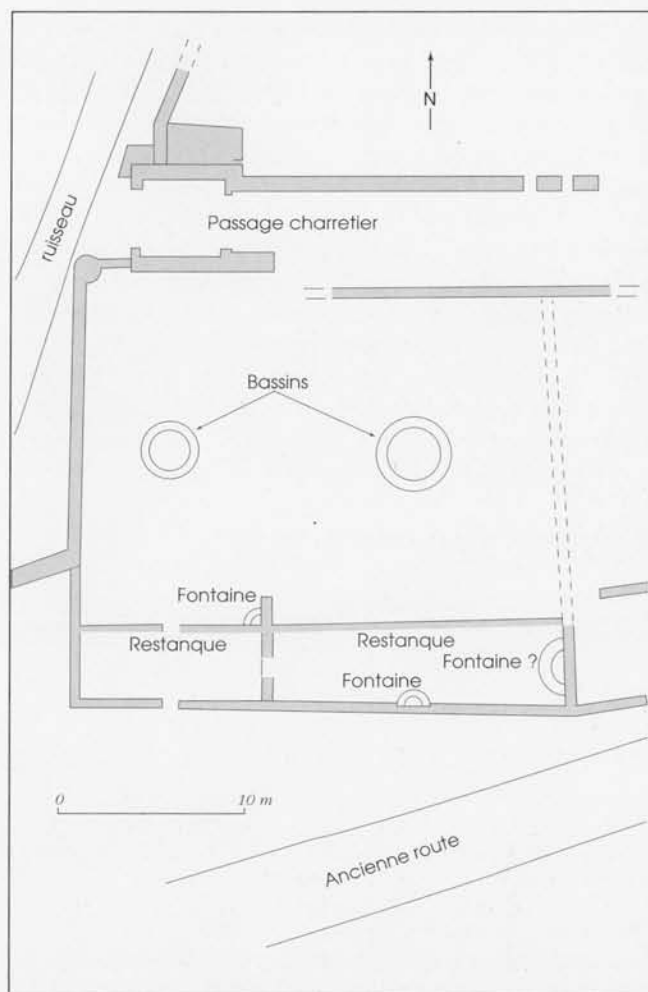 N
ruisseau
Passage charretier
Bassins
Fontaine
Restanque
Restanque
Fontaine ?
Fontaine
0 10 m
Ancienne route